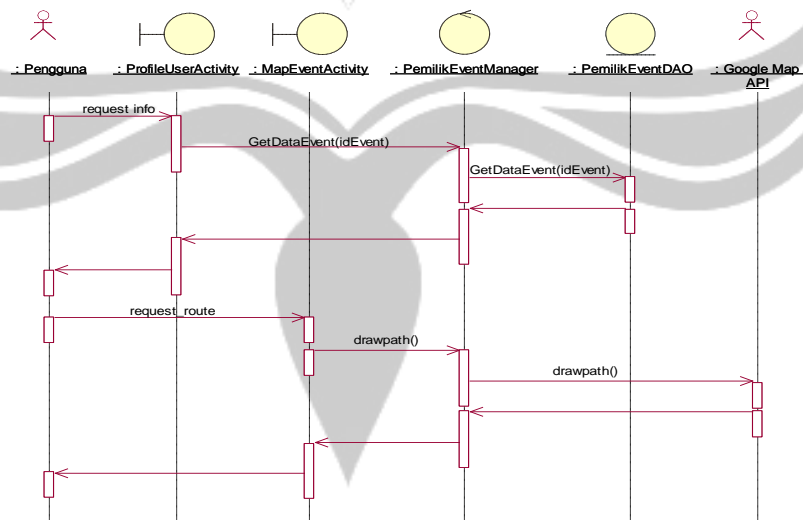 : Pengguna
: ProfileUserActivity
: MapEventActivity
: PemilikEventManager
: PemilikEventDAO
: Google Map
API
request info
GetDataEvent(idEvent)
GetDataEvent(idEvent)
request_route
drawpath()
drawpath()